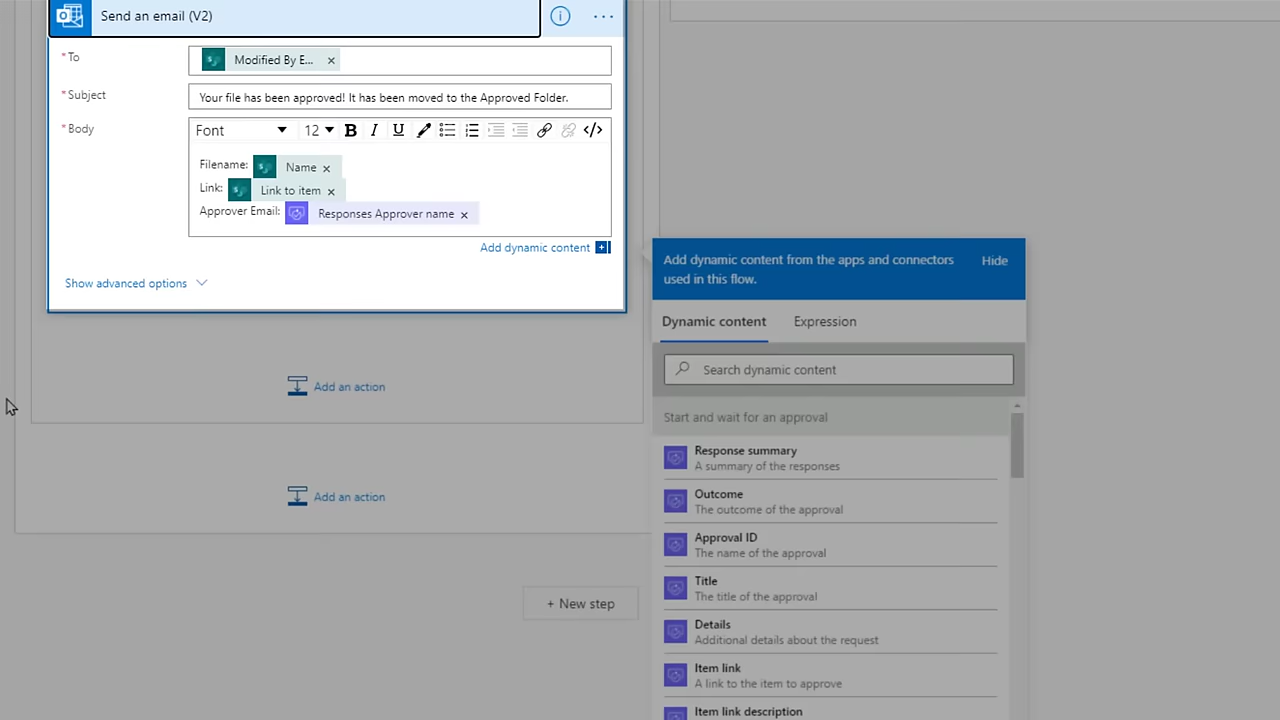 Send an email (V2)
* To
Modified By E... ×
* Subject
Your file has been approved! It has been moved to the Approved Folder.
* Body
Font 12 B I U </>
Filename: Name ×
Link: Link to item ×
Approver Email: Responses Approver name ×
Add dynamic content
Show advanced options
Add an action
Add an action
+ New step
Add dynamic content from the apps and connectors
used in this flow.
Hide
Dynamic content Expression
Search dynamic content
Start and wait for an approval
Response summary
A summary of the responses
Outcome
The outcome of the approval
Approval ID
The name of the approval
Title
The title of the approval
Details
Additional details about the request
Item link
A link to the item to approve
Item link description